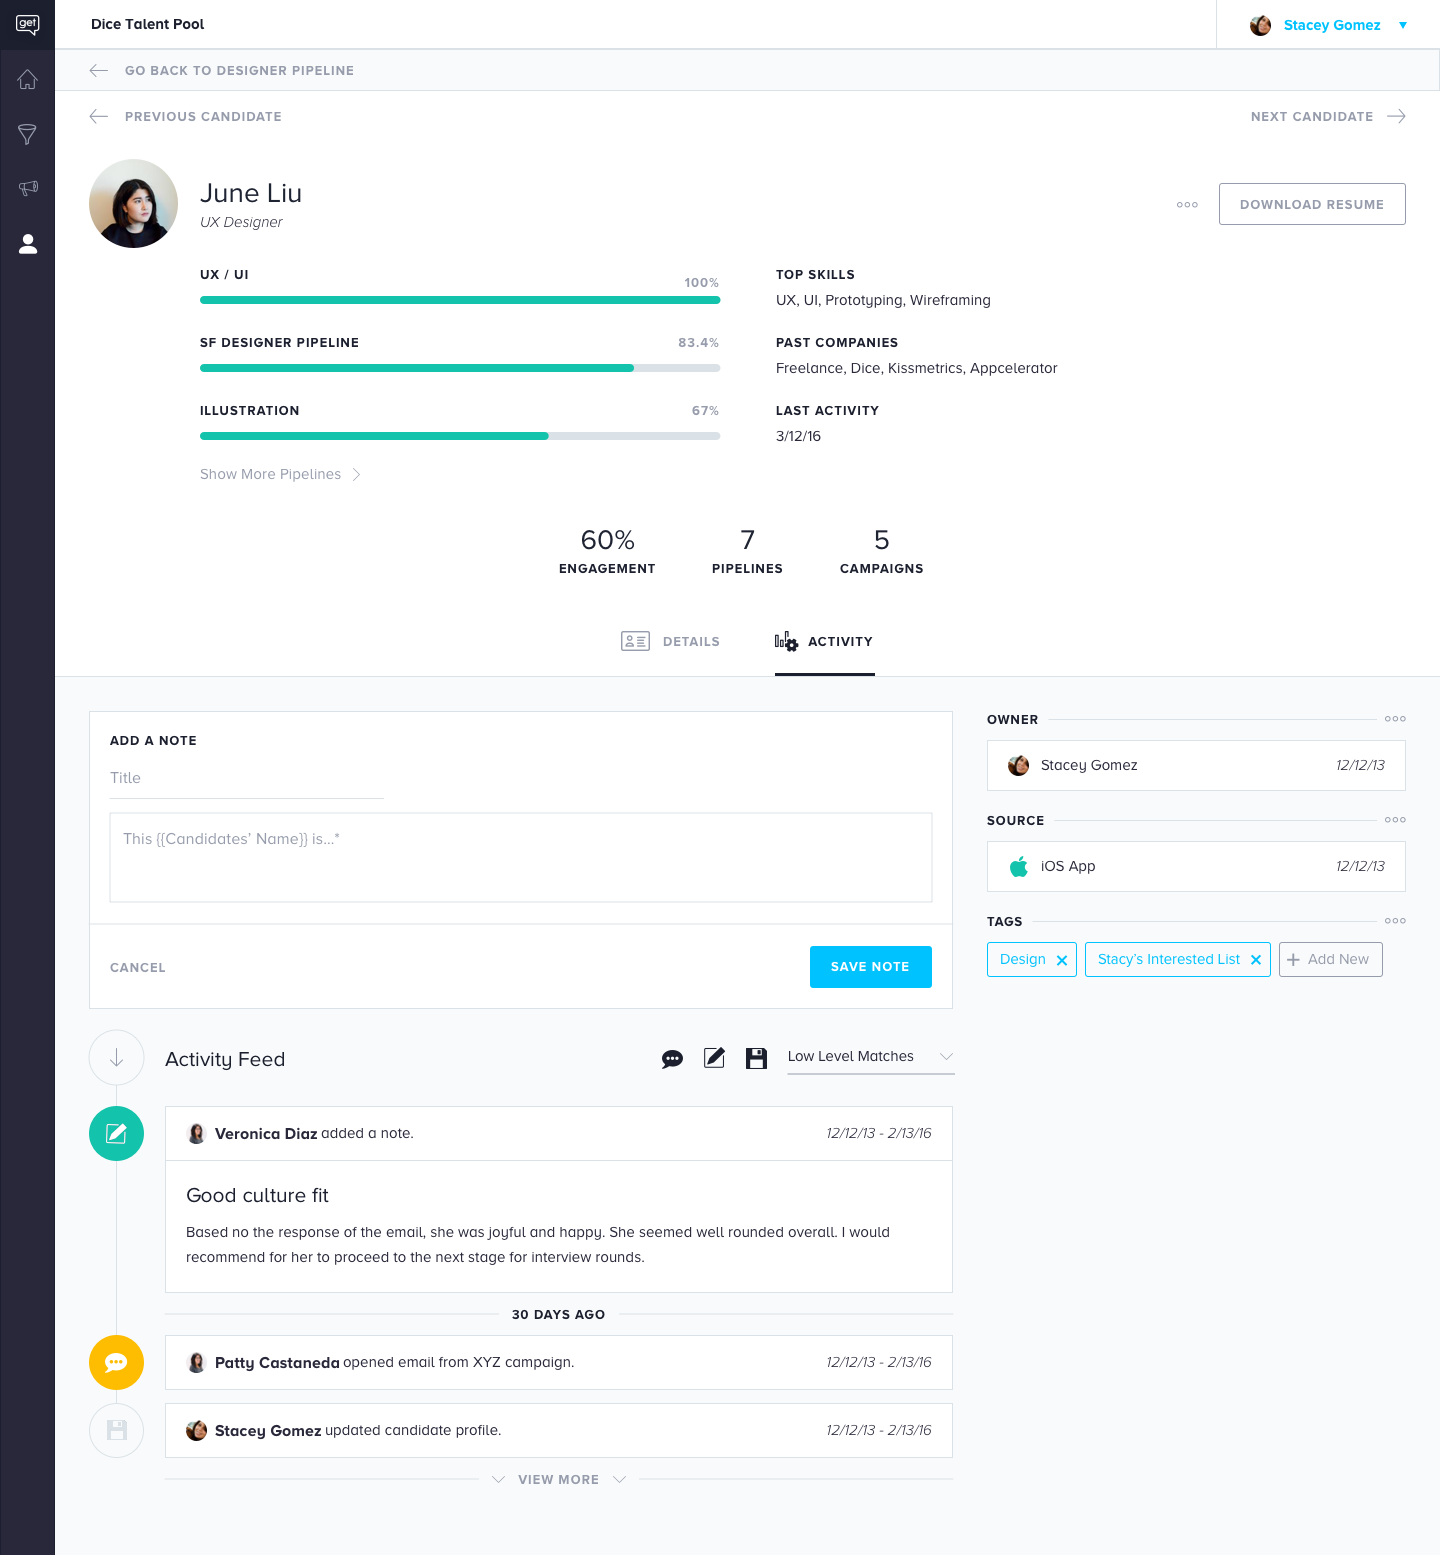 get
Dice Talent Pool
Stacey Gomez
GO BACK TO DESIGNER PIPELINE
PREVIOUS CANDIDATE
NEXT CANDIDATE
June Liu
UX Designer
DOWNLOAD RESUME
UX / UI
100%
SF DESIGNER PIPELINE
83.4%
ILLUSTRATION
67%
Show More Pipelines
TOP SKILLS
UX, UI, Prototyping, Wireframing
PAST COMPANIES
Freelance, Dice, Kissmetrics, Appcelerator
LAST ACTIVITY
3/12/16
60%
ENGAGEMENT
7
PIPELINES
5
CAMPAIGNS
DETAILS
ACTIVITY
ADD A NOTE
Title
This {{Candidates' Name}} is...*
CANCEL
SAVE NOTE
OWNER
Stacey Gomez
12/12/13
SOURCE
iOS App
12/12/13
TAGS
Design
Stacy's Interested List
Add New
Activity Feed
Low Level Matches
Veronica Diaz added a note.
12/12/13 - 2/13/16
Good culture fit
Based no the response of the email, she was joyful and happy. She seemed well rounded overall. I would
recommend for her to proceed to the next stage for interview rounds.
30 DAYS AGO
Patty Castaneda opened email from XYZ campaign.
12/12/13 - 2/13/16
Stacey Gomez updated candidate profile.
12/12/13 - 2/13/16
VIEW MORE